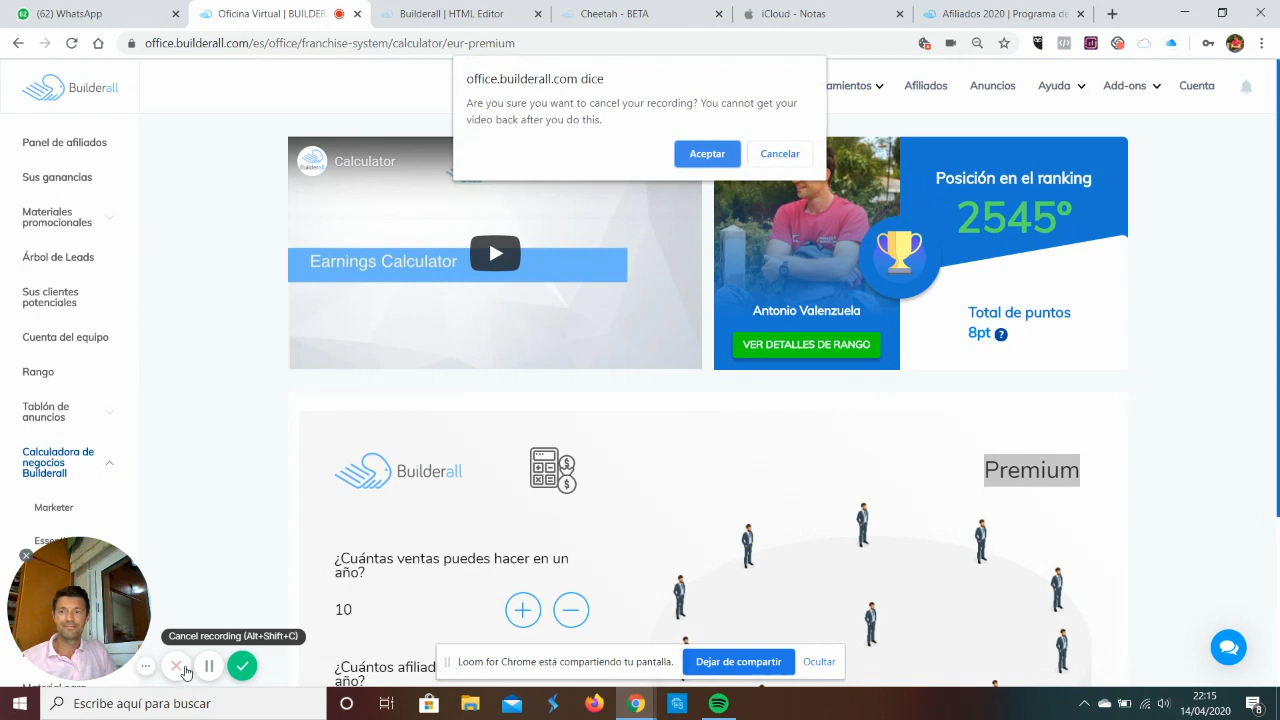 62
(62) WhatsApp
Oficina Virtual | BUILDER
| BUILDERALL - HTML Editor
Cheetah - BETA
iCloud - Notas
Afiliados 2020 | Programa de
office.builderall.com/es/office/franchise-system/calculator/eur-premium
office.builderall.com dice
Are you sure you want to cancel your recording? You cannot get your
video back after you do this.
Aceptar
Cancelar
Builderall
amientos
Afiliados
Anuncios
Ayuda
Add-ons
Cuenta
Panel de afiliados
Sus ganancias
Materiales
promocionales
Árbol de Leads
Sus clientes
potenciales
Cuenta del equipo
Rango
Tablón de
anuncios
Calculadora de
negocios
Builderall
Marketer
Builderall
Calculator
Earnings Calculator
Posición en el ranking
2545º
Antonio Valenzuela
VER DETALLES DE RANGO
Total de puntos
8pt ?
Builderall
Premium
¿Cuántas ventas puedes hacer en un
año?
10
¿Cuántos
año?
Cancel recording (Alt+Shift+C)
Loom for Chrome está compartiendo tu pantalla.
Dejar de compartir
Ocultar
Escribe aquí para buscar
22:15
14/04/2020
8